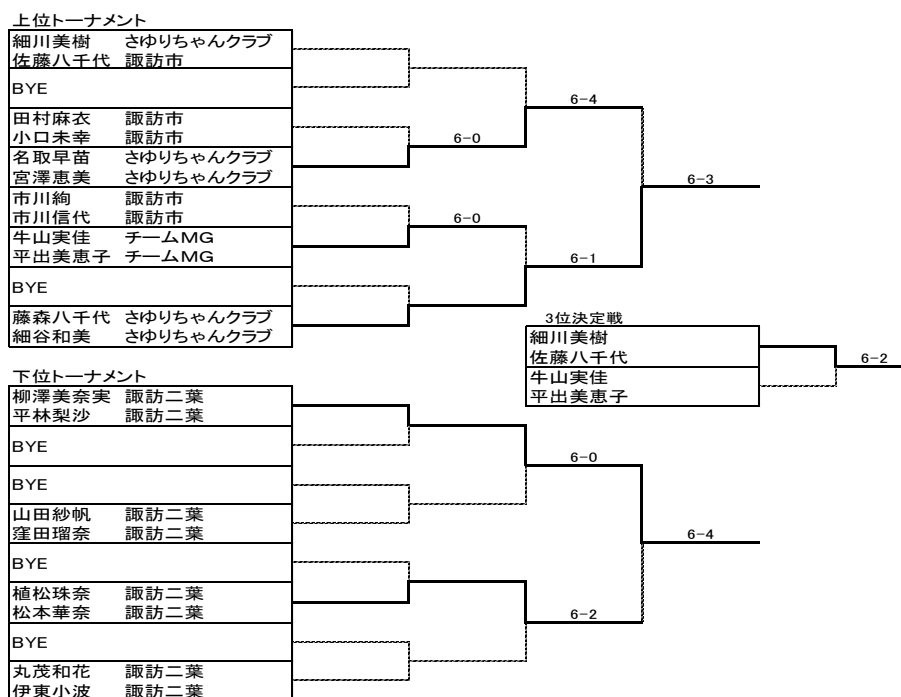 上位トーナメント
細川美樹 さゆりちゃんクラブ
佐藤八千代 諏訪市
BYE
6-4
田村麻衣 諏訪市
小口未幸 諏訪市
6-0
名取早苗 さゆりちゃんクラブ
宮澤恵美 さゆりちゃんクラブ
6-3
市川絢 諏訪市
市川信代 諏訪市
6-0
牛山実佳 チームMG
平出美恵子 チームMG
6-1
BYE
藤森八千代 さゆりちゃんクラブ
細谷和美 さゆりちゃんクラブ
3位決定戦
細川美樹
佐藤八千代
6-2
牛山実佳
平出美恵子
下位トーナメント
柳澤美奈実 諏訪二葉
平林梨沙 諏訪二葉
BYE
6-0
BYE
山田紗帆 諏訪二葉
窪田瑠奈 諏訪二葉
6-4
BYE
植松珠奈 諏訪二葉
松本華奈 諏訪二葉
6-2
BYE
丸茂和花 諏訪二葉
伊東小波 諏訪二葉